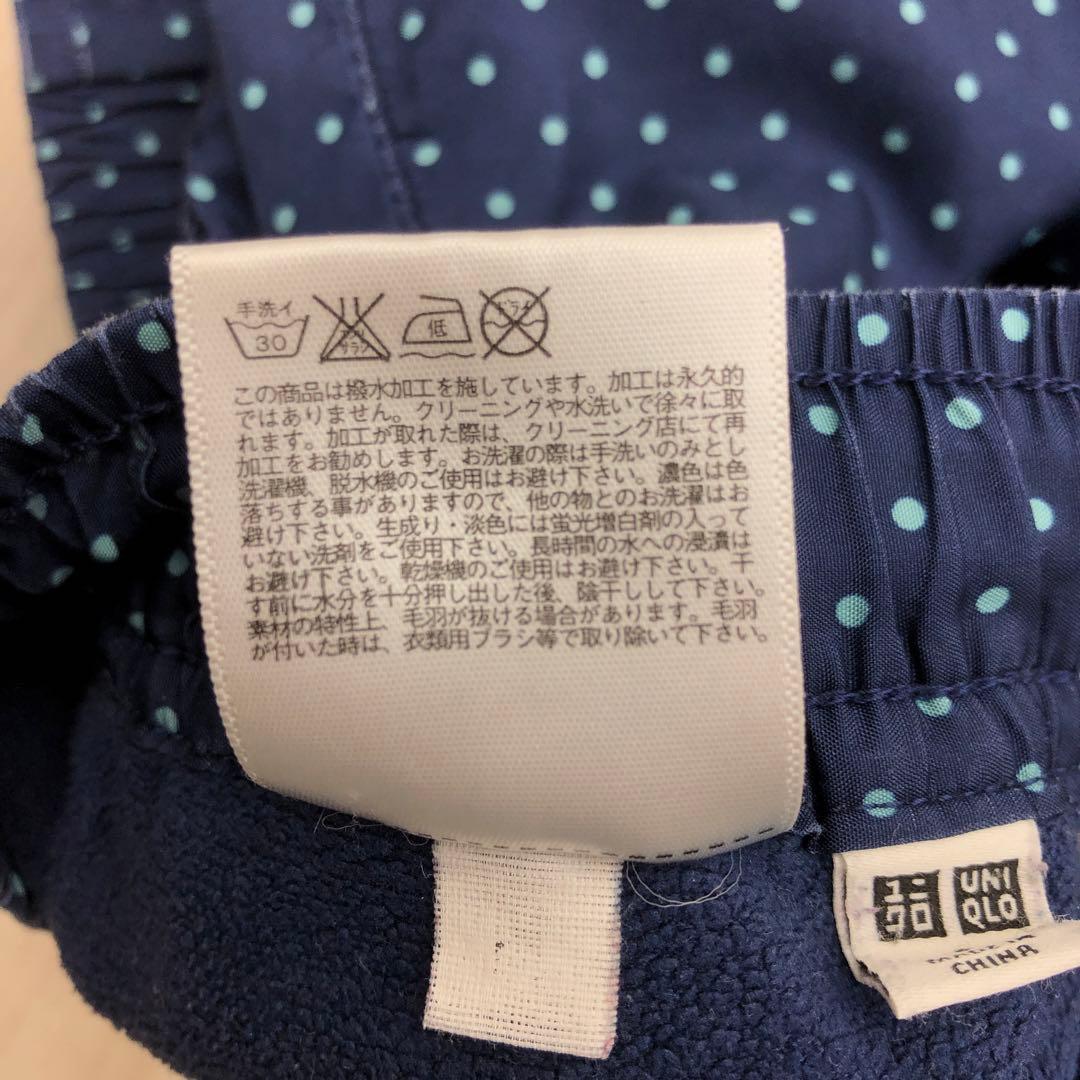 手洗イ
30
サラシ
低
ドライ
この商品は撥水加工を施しています。加工は永久的
ではありません。クリーニングや水洗いで徐々に取
れます。加工が取れた際は、クリーニング店にて再
加工をお勧めします。お洗濯の際は手洗いのみとし
洗濯機、脱水機のご使用はお避け下さい。濃色は色
落ちする事がありますので、他の物とのお洗濯はお
避け下さい。生成り・淡色には蛍光増白剤の入って
いない洗剤をご使用下さい。長時間の水への浸漬は
お避け下さい。乾燥機のご使用はお避け下さい。干
す前に水分を十分押し出した後、陰干しして下さい。
素材の特性上、毛羽が抜ける場合があります。毛羽
が付いた時は、衣類用ブラシ等で取り除いて下さい。
UNI
QLO
CHINA